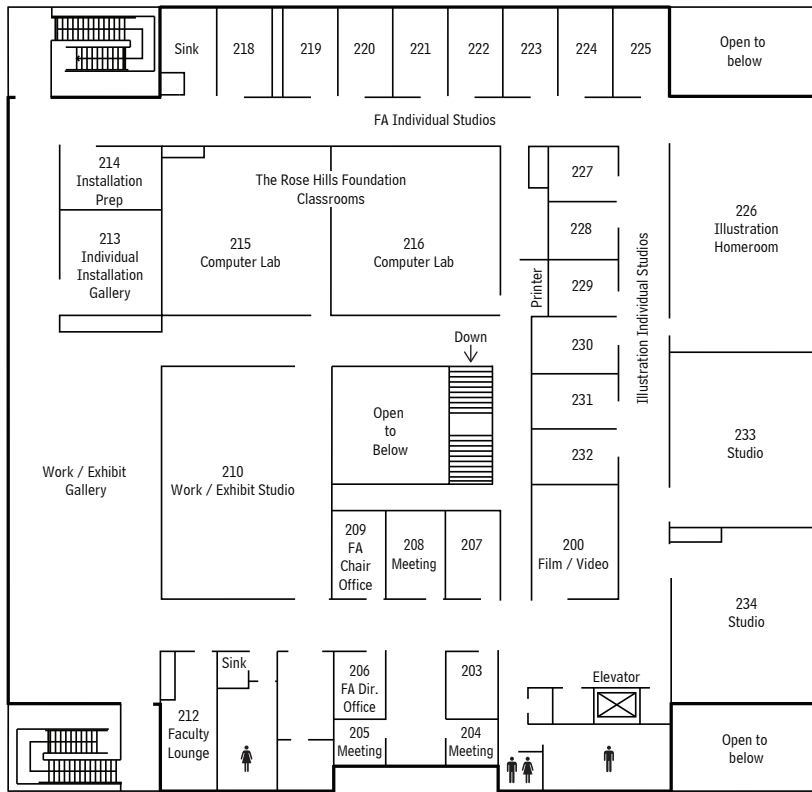 Sink
218
219
220
221
222
223
224
225
Open to
below
FA Individual Studios
214
Installation
Prep
The Rose Hills Foundation
Classrooms
213
Individual
Installation
Gallery
215
Computer Lab
216
Computer Lab
227
228
229
Printer
230
231
232
Illustration Individual Studios
226
Illustration
Homeroom
Down
Open
to
Below
233
Studio
Work / Exhibit
Gallery
210
Work / Exhibit Studio
209
FA
Chair
Office
208
Meeting
207
200
Film / Video
234
Studio
212
Faculty
Lounge
Sink
206
FA Dir.
Office
205
Meeting
203
204
Meeting
Elevator
Open to
below